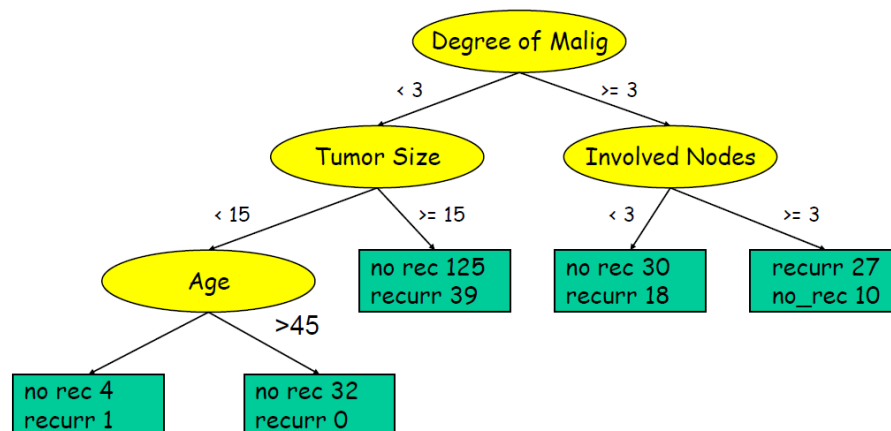 Degree of Malig
< 3
>= 3
Tumor Size
Involved Nodes
< 15
>= 15
< 3
>= 3
Age
no rec 125
recurr 39
no rec 30
recurr 18
recurr 27
no_rec 10
>45
no rec 4
recurr 1
no rec 32
recurr 0